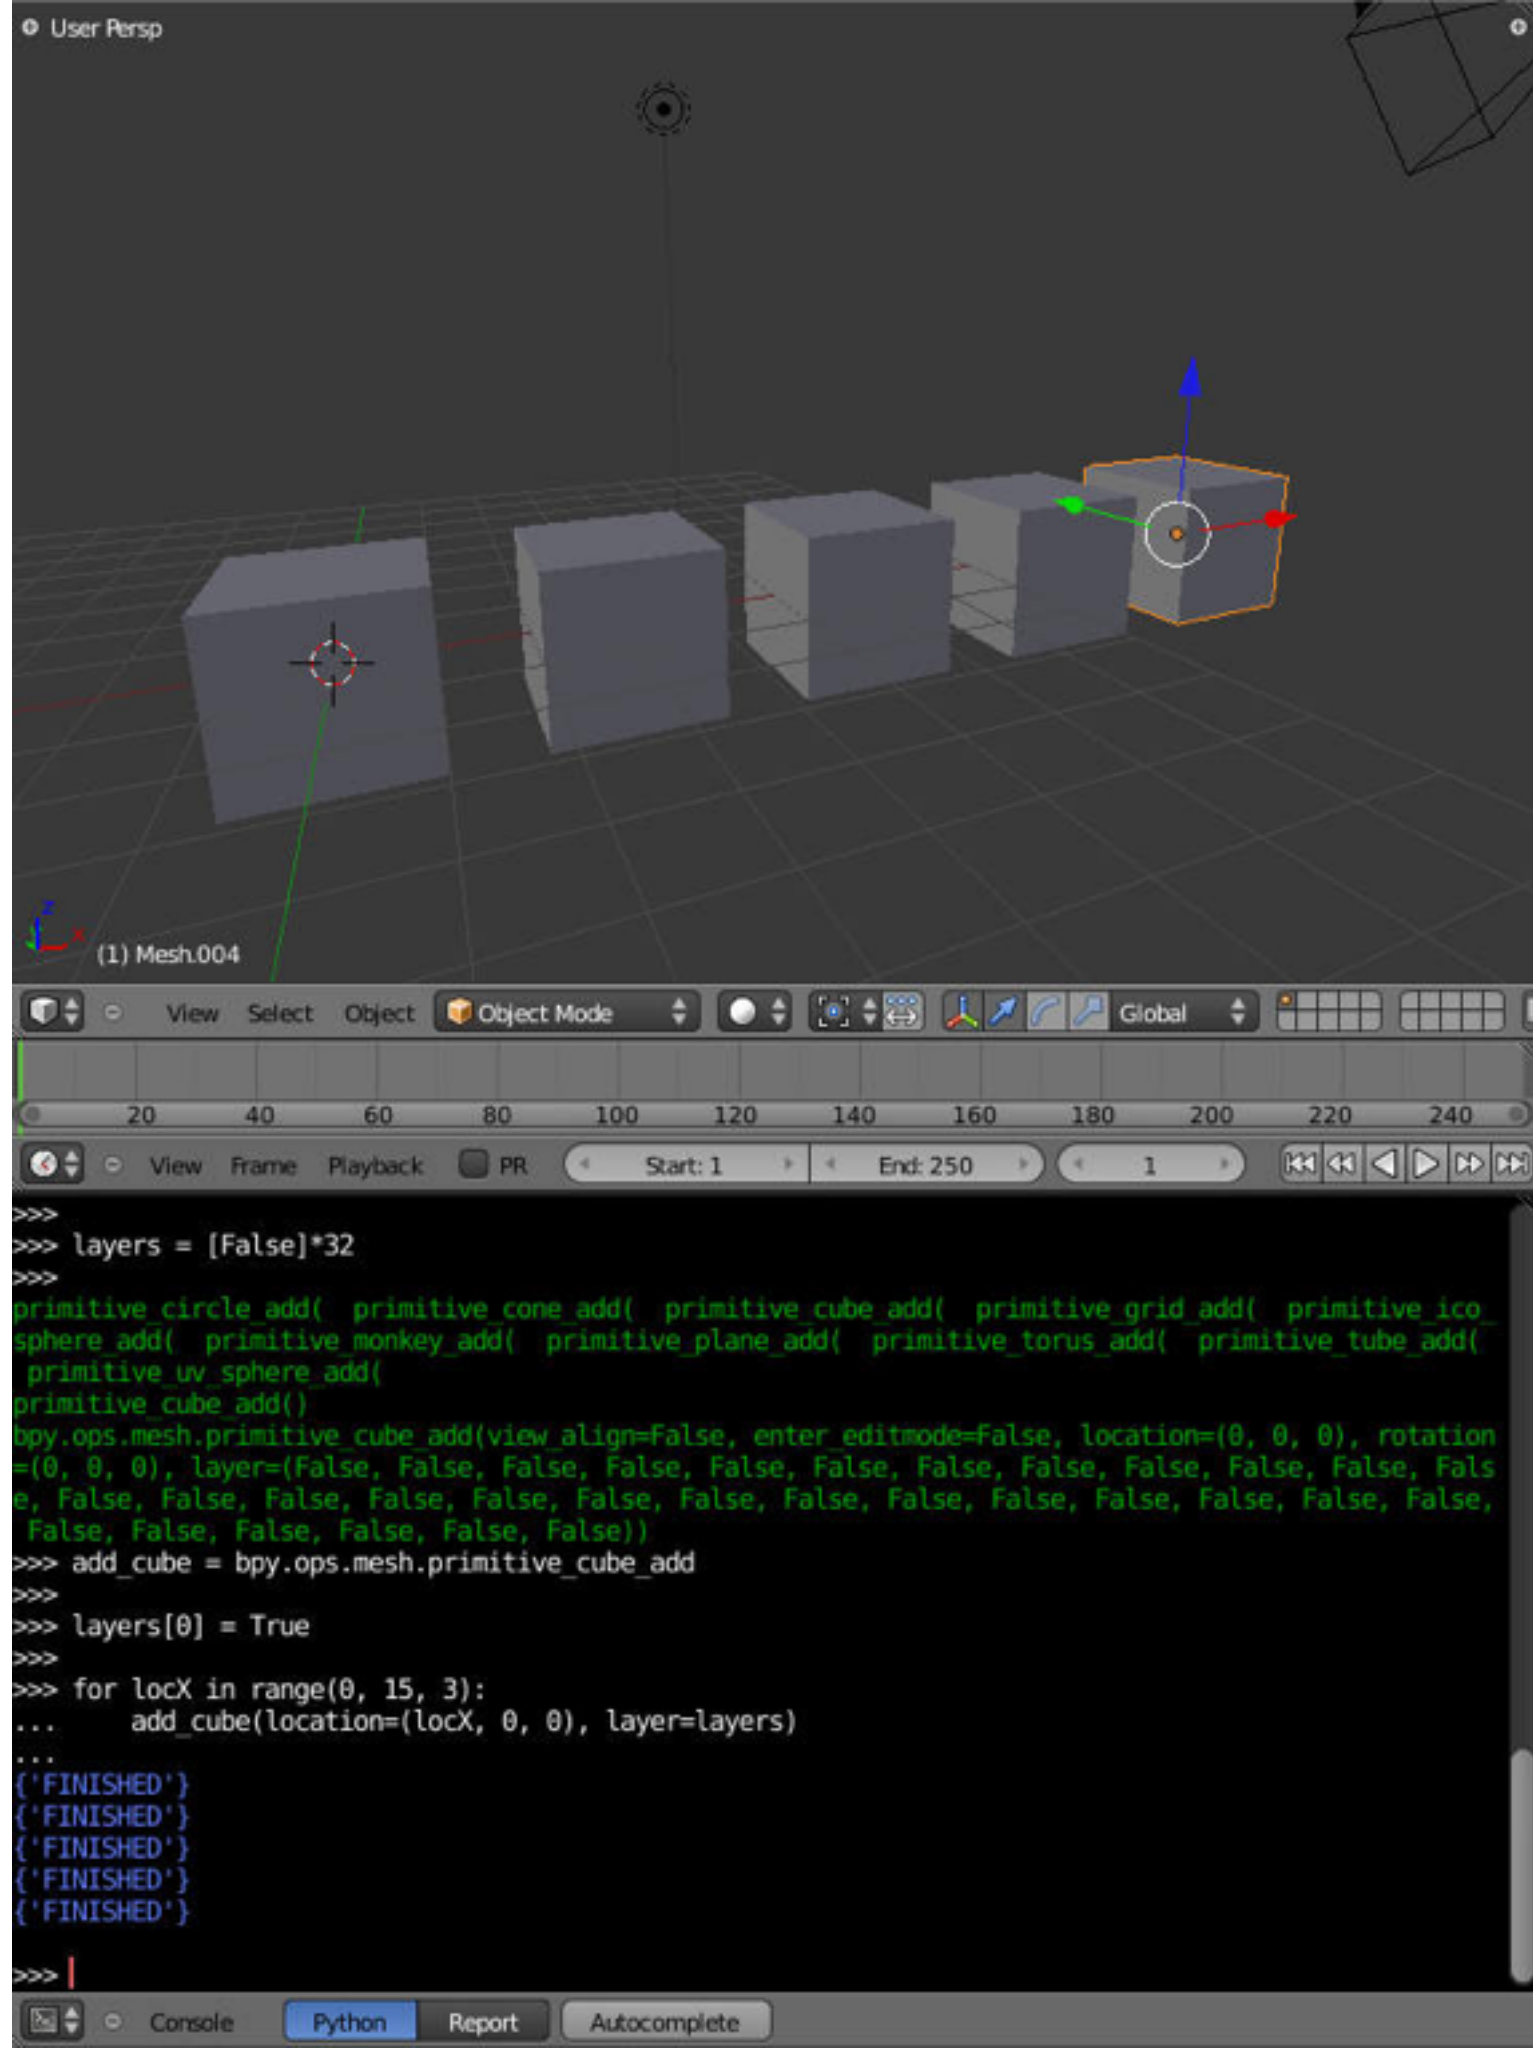 User Persp
z
x
(1) Mesh.004
View Select Object Object Mode Global
20 40 60 80 100 120 140 160 180 200 220 240
View Frame Playback PR Start: 1 End: 250 1
>>>
>>> layers = [False]*32
>>>
primitive_circle_add(  primitive_cone_add(  primitive_cube_add(  primitive_grid_add(  primitive_ico_
sphere_add(  primitive_monkey_add(  primitive_plane_add(  primitive_torus_add(  primitive_tube_add(
 primitive_uv_sphere_add(
primitive_cube_add()
bpy.ops.mesh.primitive_cube_add(view_align=False, enter_editmode=False, location=(0, 0, 0), rotation
=(0, 0, 0), layer=(False, False, False, False, False, False, False, False, False, False, False, Fals
e, False, False, False, False, False, False, False, False, False, False, False, False, False, False,
 False, False, False, False, False, False))
>>> add_cube = bpy.ops.mesh.primitive_cube_add
>>>
>>> layers[0] = True
>>>
>>> for locX in range(0, 15, 3):
...     add_cube(location=(locX, 0, 0), layer=layers)
...
{'FINISHED'}
{'FINISHED'}
{'FINISHED'}
{'FINISHED'}
{'FINISHED'}
>>>
Console Python Report Autocomplete